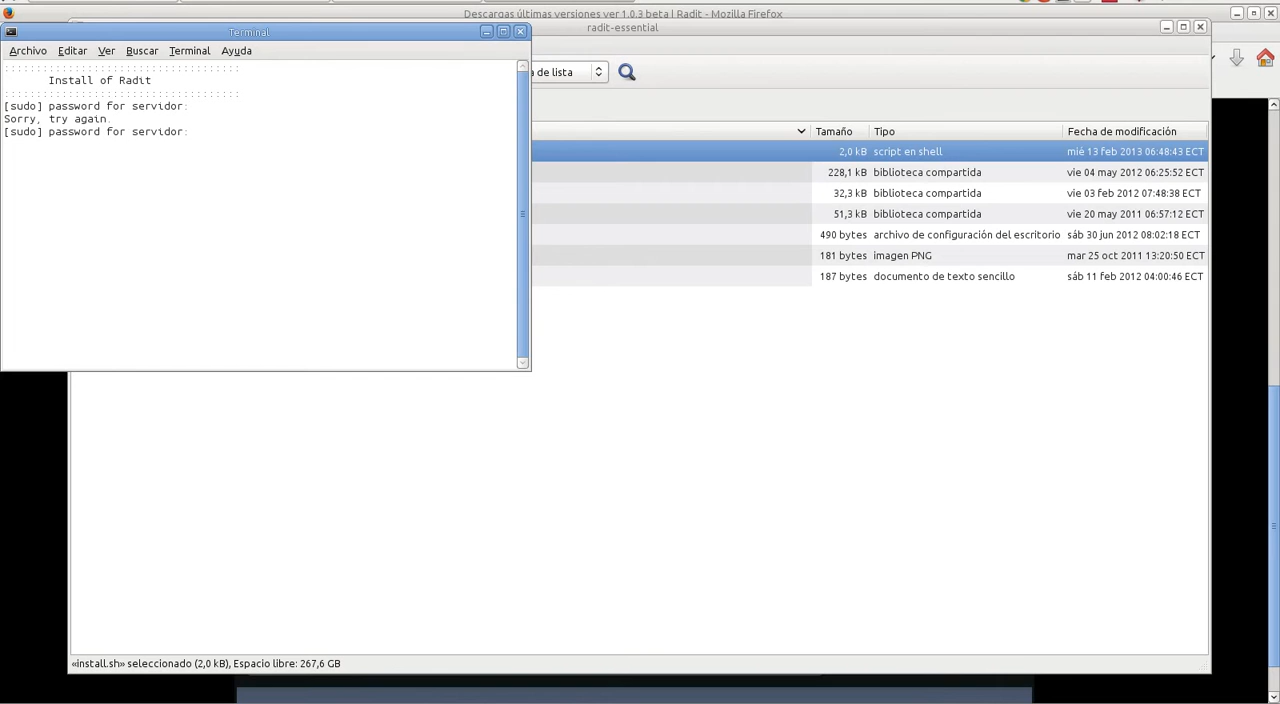 Descargas últimas versiones ver 1.0.3 beta | Radit - Mozilla Firefox
radit-essential
Terminal
Archivo Editar Ver Buscar Terminal Ayuda
::::::::::::::::::::::::::::::::::::
Install of Radit
::::::::::::::::::::::::::::::::::::
[sudo] password for servidor:
Sorry, try again.
[sudo] password for servidor:
de lista
Tamaño Tipo Fecha de modificación
2,0 kB script en shell mié 13 feb 2013 06:48:43 ECT
228,1 kB biblioteca compartida vie 04 may 2012 06:25:52 ECT
32,3 kB biblioteca compartida vie 03 feb 2012 07:48:38 ECT
51,3 kB biblioteca compartida vie 20 may 2011 06:57:12 ECT
490 bytes archivo de configuración del escritorio sáb 30 jun 2012 08:02:18 ECT
181 bytes imagen PNG mar 25 oct 2011 13:20:50 ECT
187 bytes documento de texto sencillo sáb 11 feb 2012 04:00:46 ECT
«install.sh» seleccionado (2,0 kB), Espacio libre: 267,6 GB